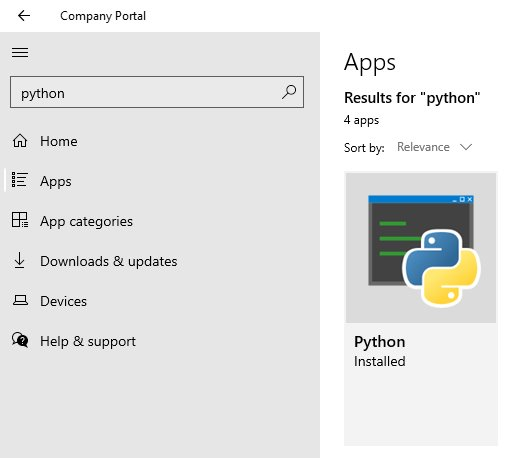 Company Portal
python
Home
Apps
App categories
Downloads & updates
Devices
Help & support
Apps
Results for "python"
4 apps
Sort by: Relevance
Python
Installed